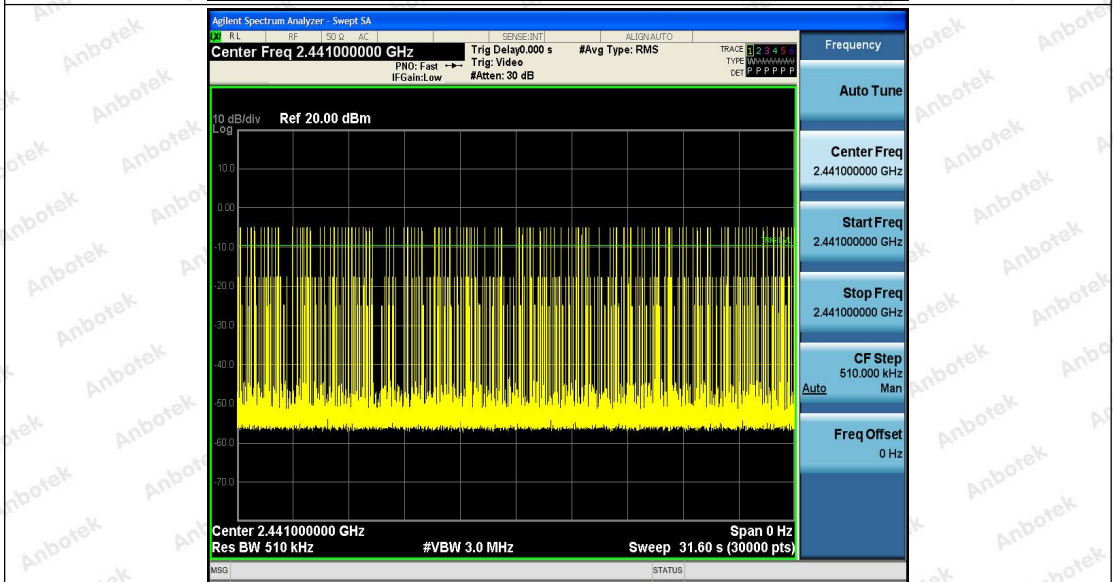 Agilent Spectrum Analyzer - Swept SA
LXI RL RF 50 Ω AC SENSE:INT ALIGN AUTO
Center Freq 2.441000000 GHz
PNO: Fast
IFGain:Low
Trig Delay0.000 s
Trig: Video
#Atten: 30 dB
#Avg Type: RMS
TRACE 1 2 3 4 5 6
TYPE
DET P P P P P P
10 dB/div Ref 20.00 dBm
Log
10.0
0.00
-10.0
-20.0
-30.0
-40.0
-50.0
-60.0
-70.0
Center 2.441000000 GHz Span 0 Hz
Res BW 510 kHz #VBW 3.0 MHz Sweep 31.60 s (30000 pts)
MSG STATUS
Frequency
Auto Tune
Center Freq
2.441000000 GHz
Start Freq
2.441000000 GHz
Stop Freq
2.441000000 GHz
CF Step
510.000 kHz
Auto Man
Freq Offset
0 Hz
Anbotek